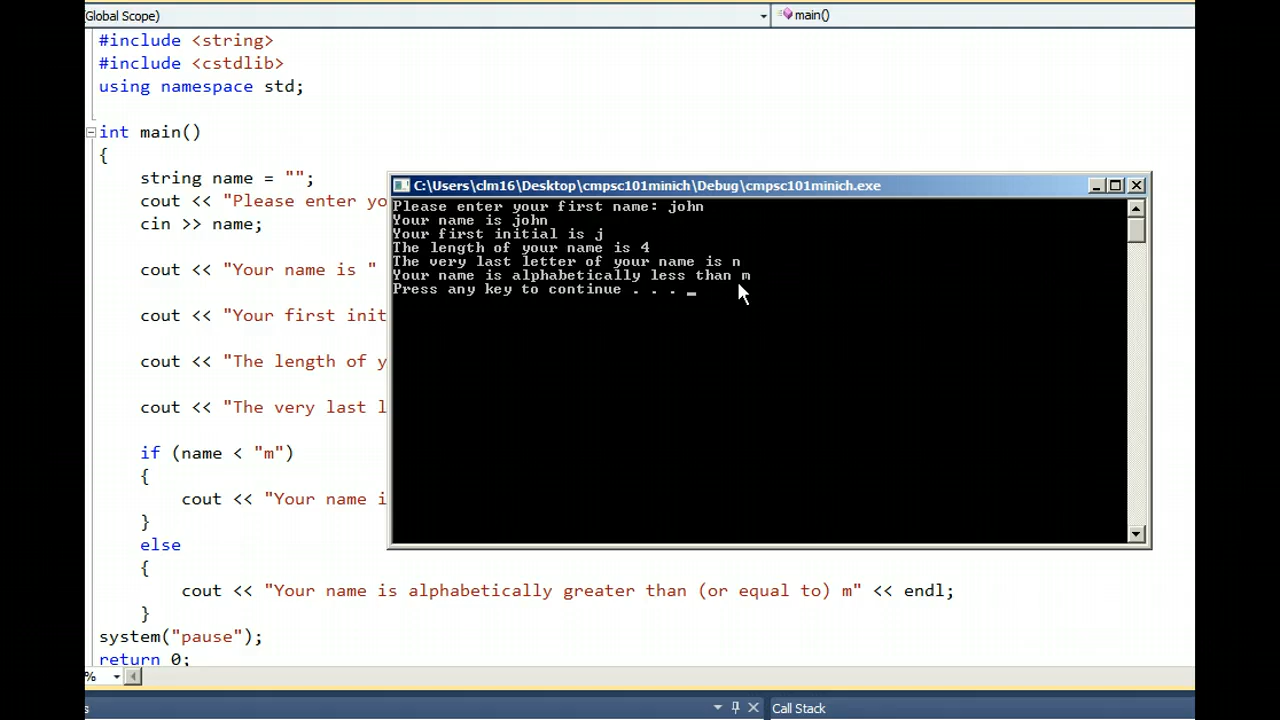 (Global Scope)
main()
#include <string>
#include <cstdlib>
using namespace std;
int main()
{
string name = "";
cout << "Please enter yo
cin >> name;
cout << "Your name is "
cout << "Your first init
cout << "The length of y
cout << "The very last l
if (name < "m")
{
cout << "Your name i
}
else
{
cout << "Your name is alphabetically greater than (or equal to) m" << endl;
}
system("pause");
return 0;
C:\Users\clm16\Desktop\cmpsc101minich\Debug\cmpsc101minich.exe
Please enter your first name: john
Your name is john
Your first initial is j
The length of your name is 4
The very last letter of your name is n
Your name is alphabetically less than m
Press any key to continue . . . _
%
s
Call Stack